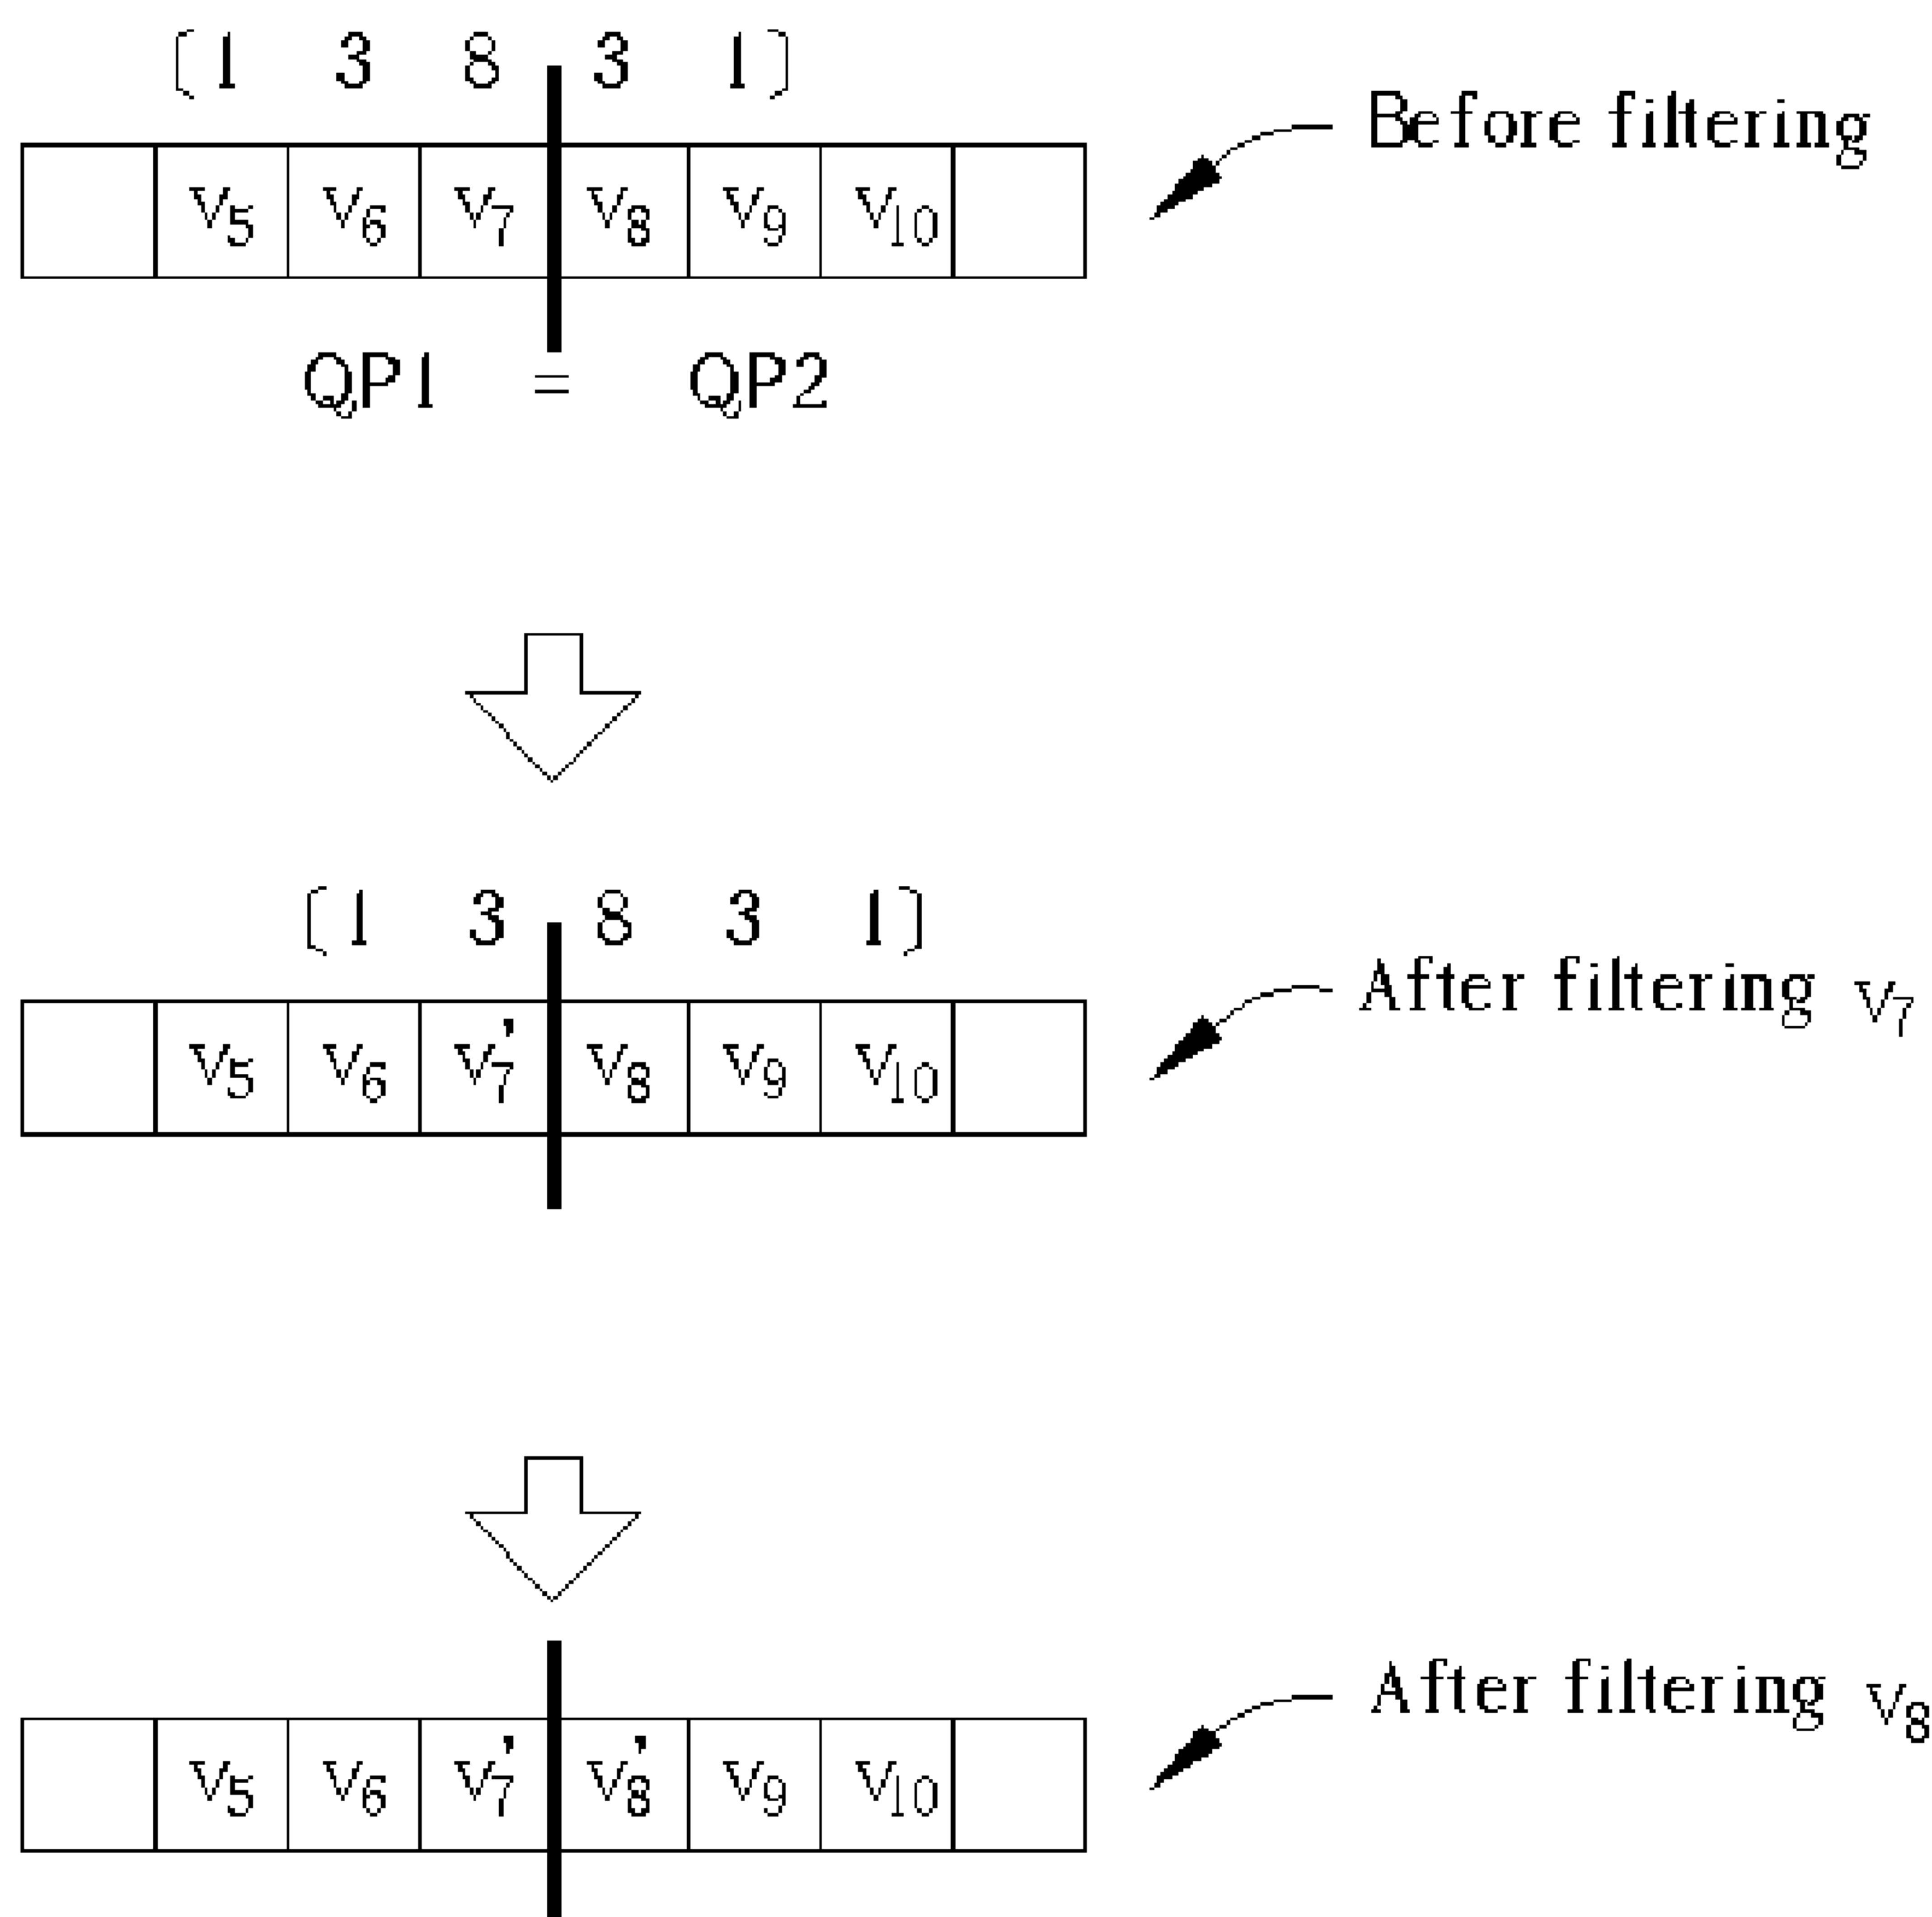 (1 3 8 3 1)
Before filtering
V5 V6 V7 V8 V9 V10
QP1 = QP2
(1 3 8 3 1)
After filtering V7
V5 V6 V7' V8 V9 V10
After filtering V8
V5 V6 V7' V8' V9 V10